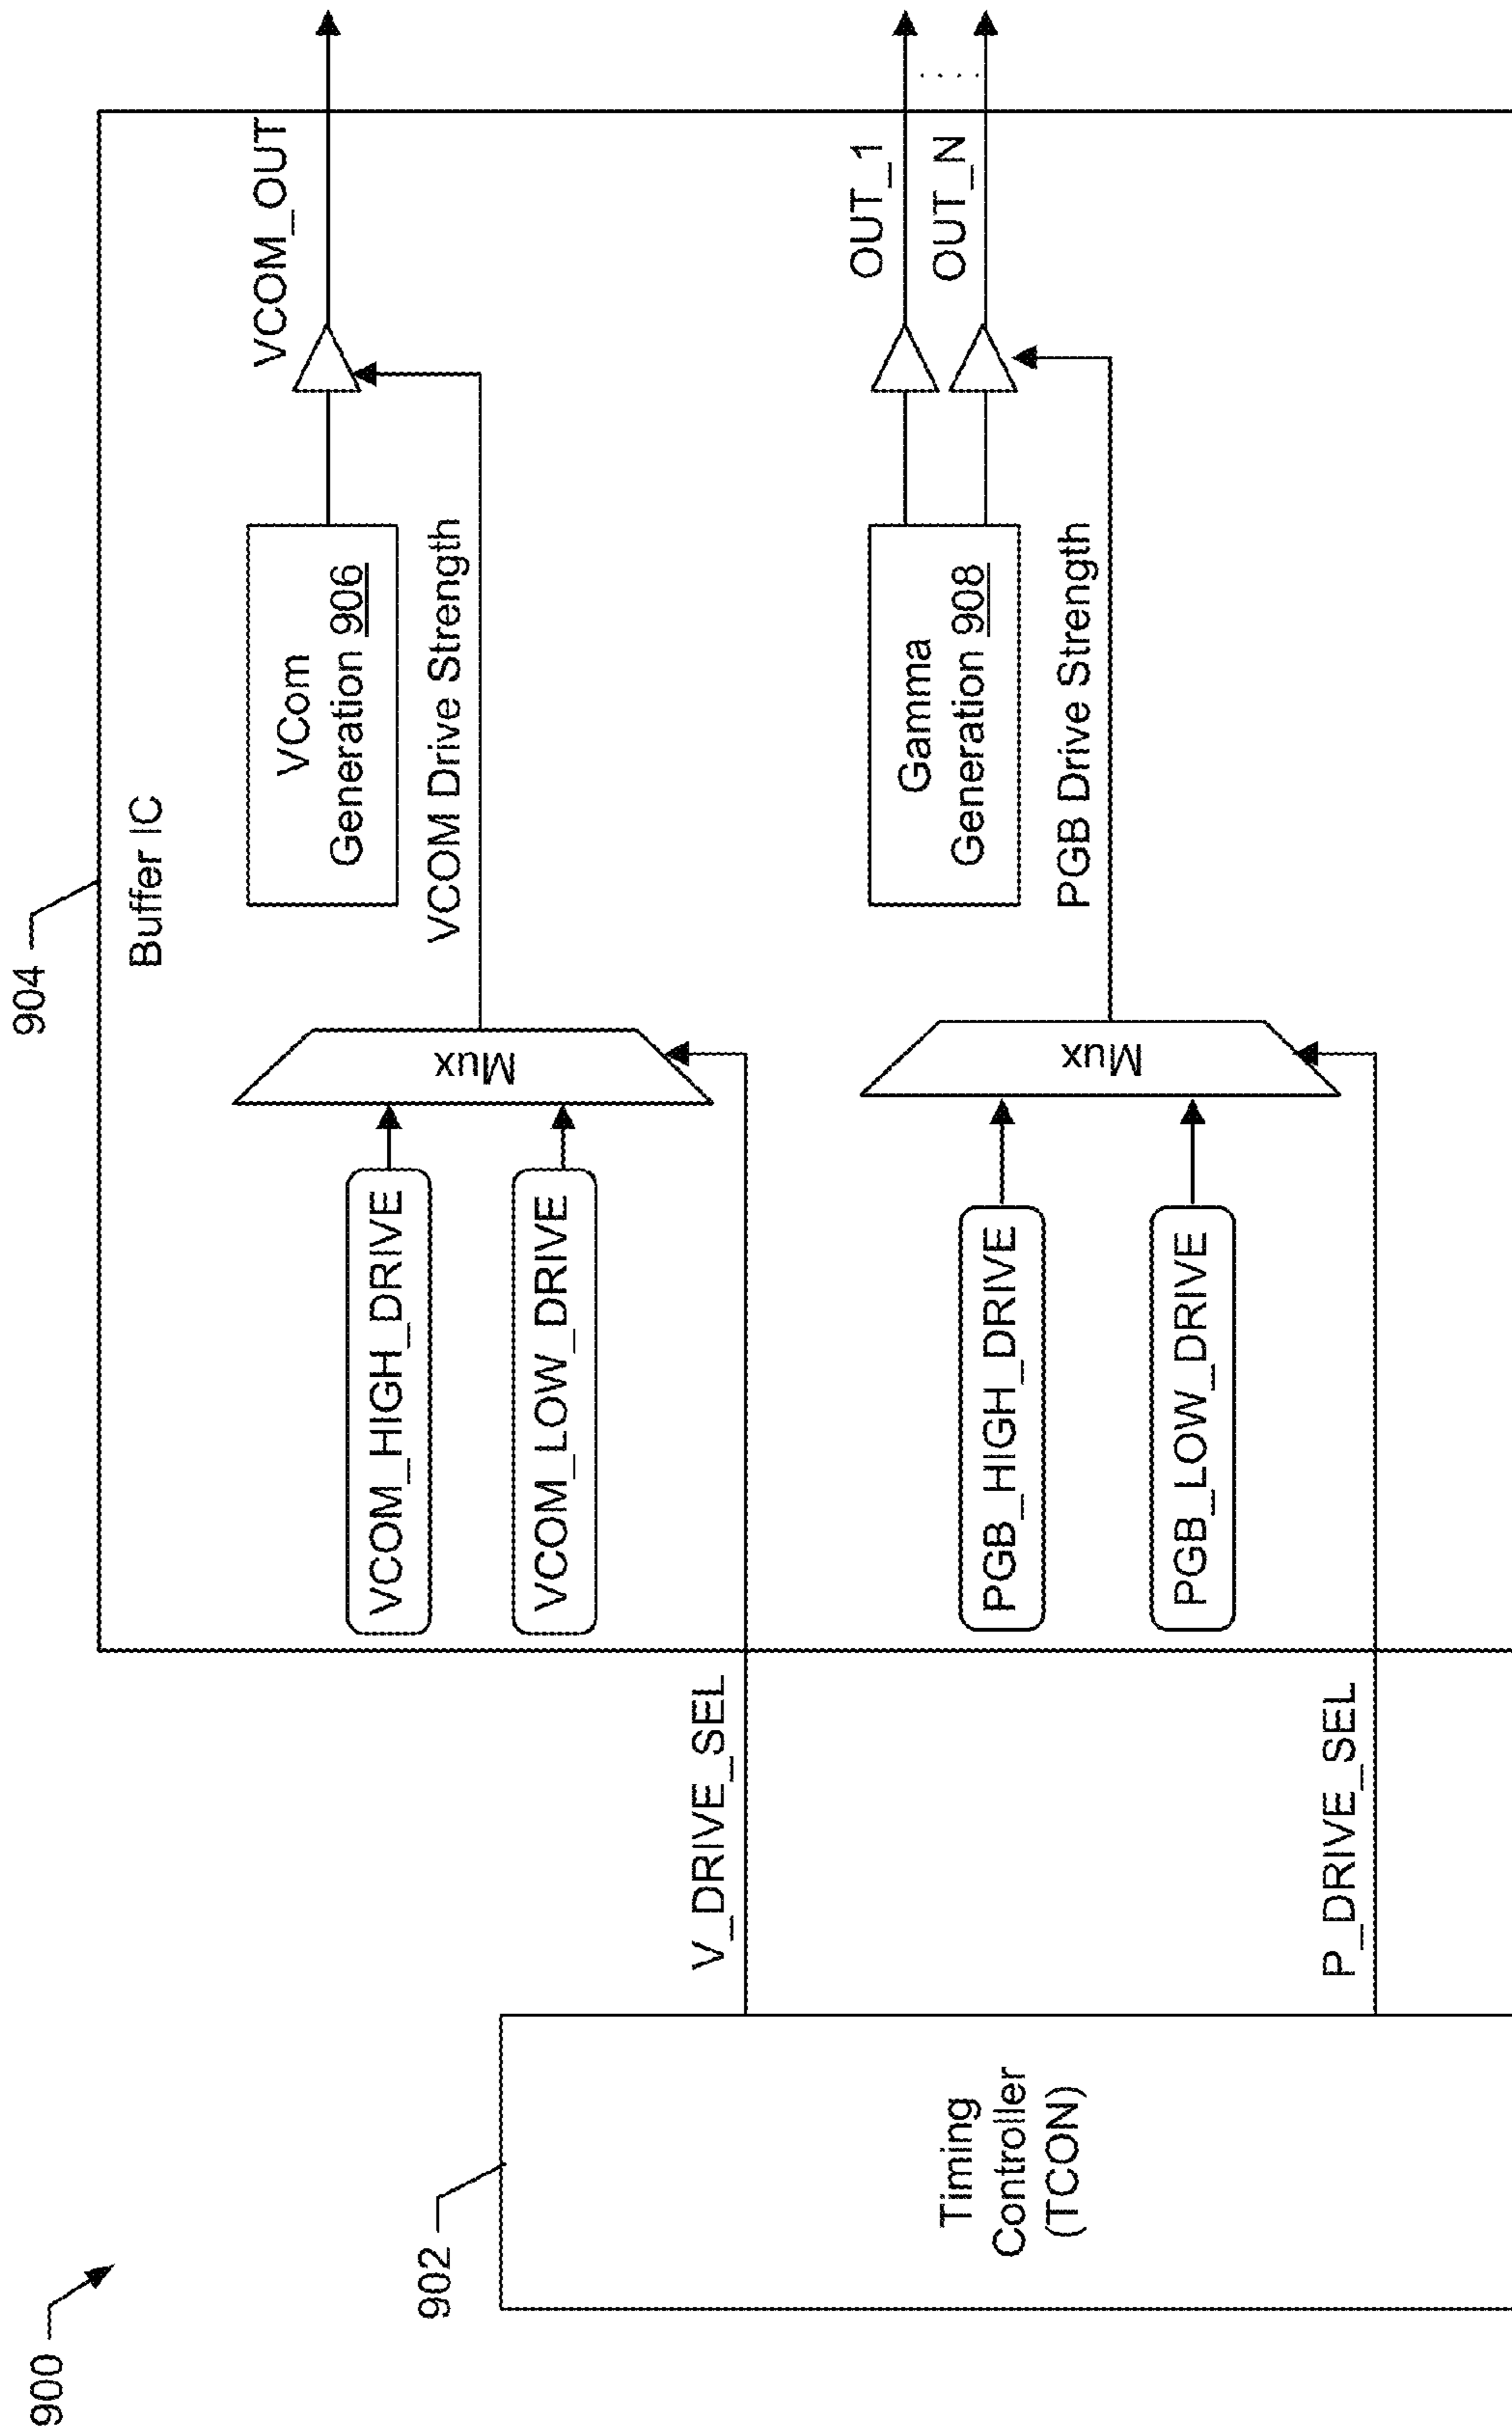 900
902
Timing
Controller
(TCON)
V_DRIVE_SEL
P_DRIVE_SEL
904
Buffer IC
VCOM_HIGH_DRIVE
VCOM_LOW_DRIVE
Mux
VCOM Drive Strength
VCom
Generation 906
VCOM_OUT
PGB_HIGH_DRIVE
PGB_LOW_DRIVE
Mux
PGB Drive Strength
Gamma
Generation 908
OUT_1
OUT_N